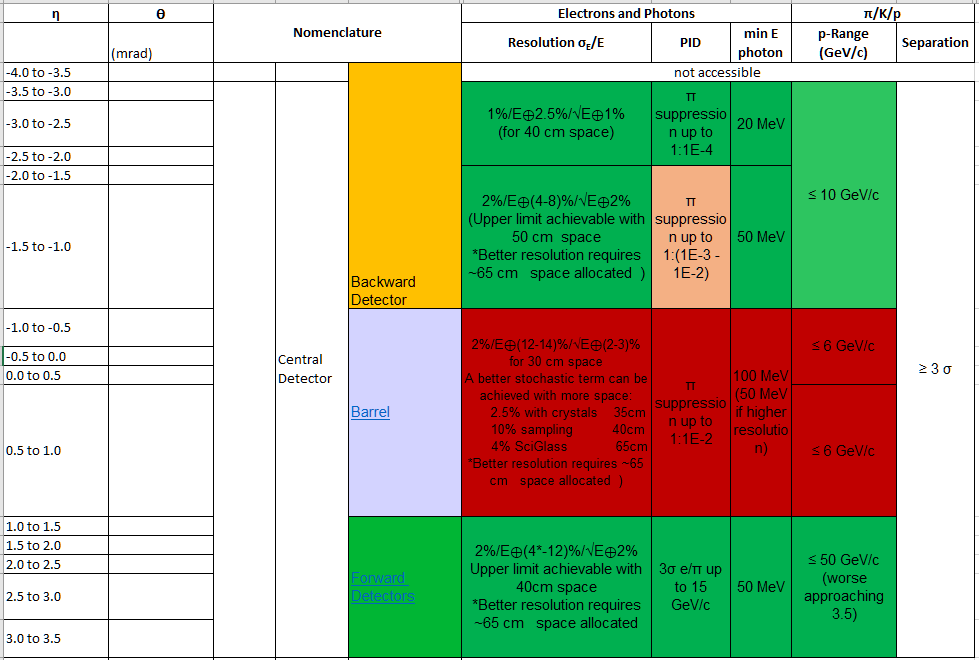 η
θ
Nomenclature
Electrons and Photons
π/K/p
(mrad)
Resolution σE/E
PID
min E
photon
p-Range
(GeV/c)
Separation
-4.0 to -3.5
not accessible
-3.5 to -3.0
-3.0 to -2.5
-2.5 to -2.0
-2.0 to -1.5
-1.5 to -1.0
-1.0 to -0.5
-0.5 to 0.0
0.0 to 0.5
0.5 to 1.0
1.0 to 1.5
1.5 to 2.0
2.0 to 2.5
2.5 to 3.0
3.0 to 3.5
Central
Detector
Backward
Detector
Barrel
Forward
Detectors
1%/E⊕2.5%/√E⊕1%
(for 40 cm space)
π
suppressio
n up to
1:1E-4
20 MeV
≤ 10 GeV/c
2%/E⊕(4-8)%/√E⊕2%
(Upper limit achievable with
50 cm space
*Better resolution requires
~65 cm space allocated )
π
suppressio
n up to
1:(1E-3 -
1E-2)
50 MeV
2%/E⊕(12-14)%/√E⊕(2-3)%
for 30 cm space
A better stochastic term can be
achieved with more space
2.5% with crystals 35cm
10% sampling 40cm
4% SciGlass 65cm
*Better resolution requires ~65
cm space allocated )
π
suppressio
n up to
1:1E-2
100 MeV
(50 MeV
if higher
resolutio
n)
≤ 6 GeV/c
≤ 6 GeV/c
≥ 3 σ
2%/E⊕(4*-12)%/√E⊕2%
Upper limit achievable with
40cm space
*Better resolution requires
~65 cm space allocated
3σ e/π up
to 15
GeV/c
50 MeV
≤ 50 GeV/c
(worse
approaching
3.5)